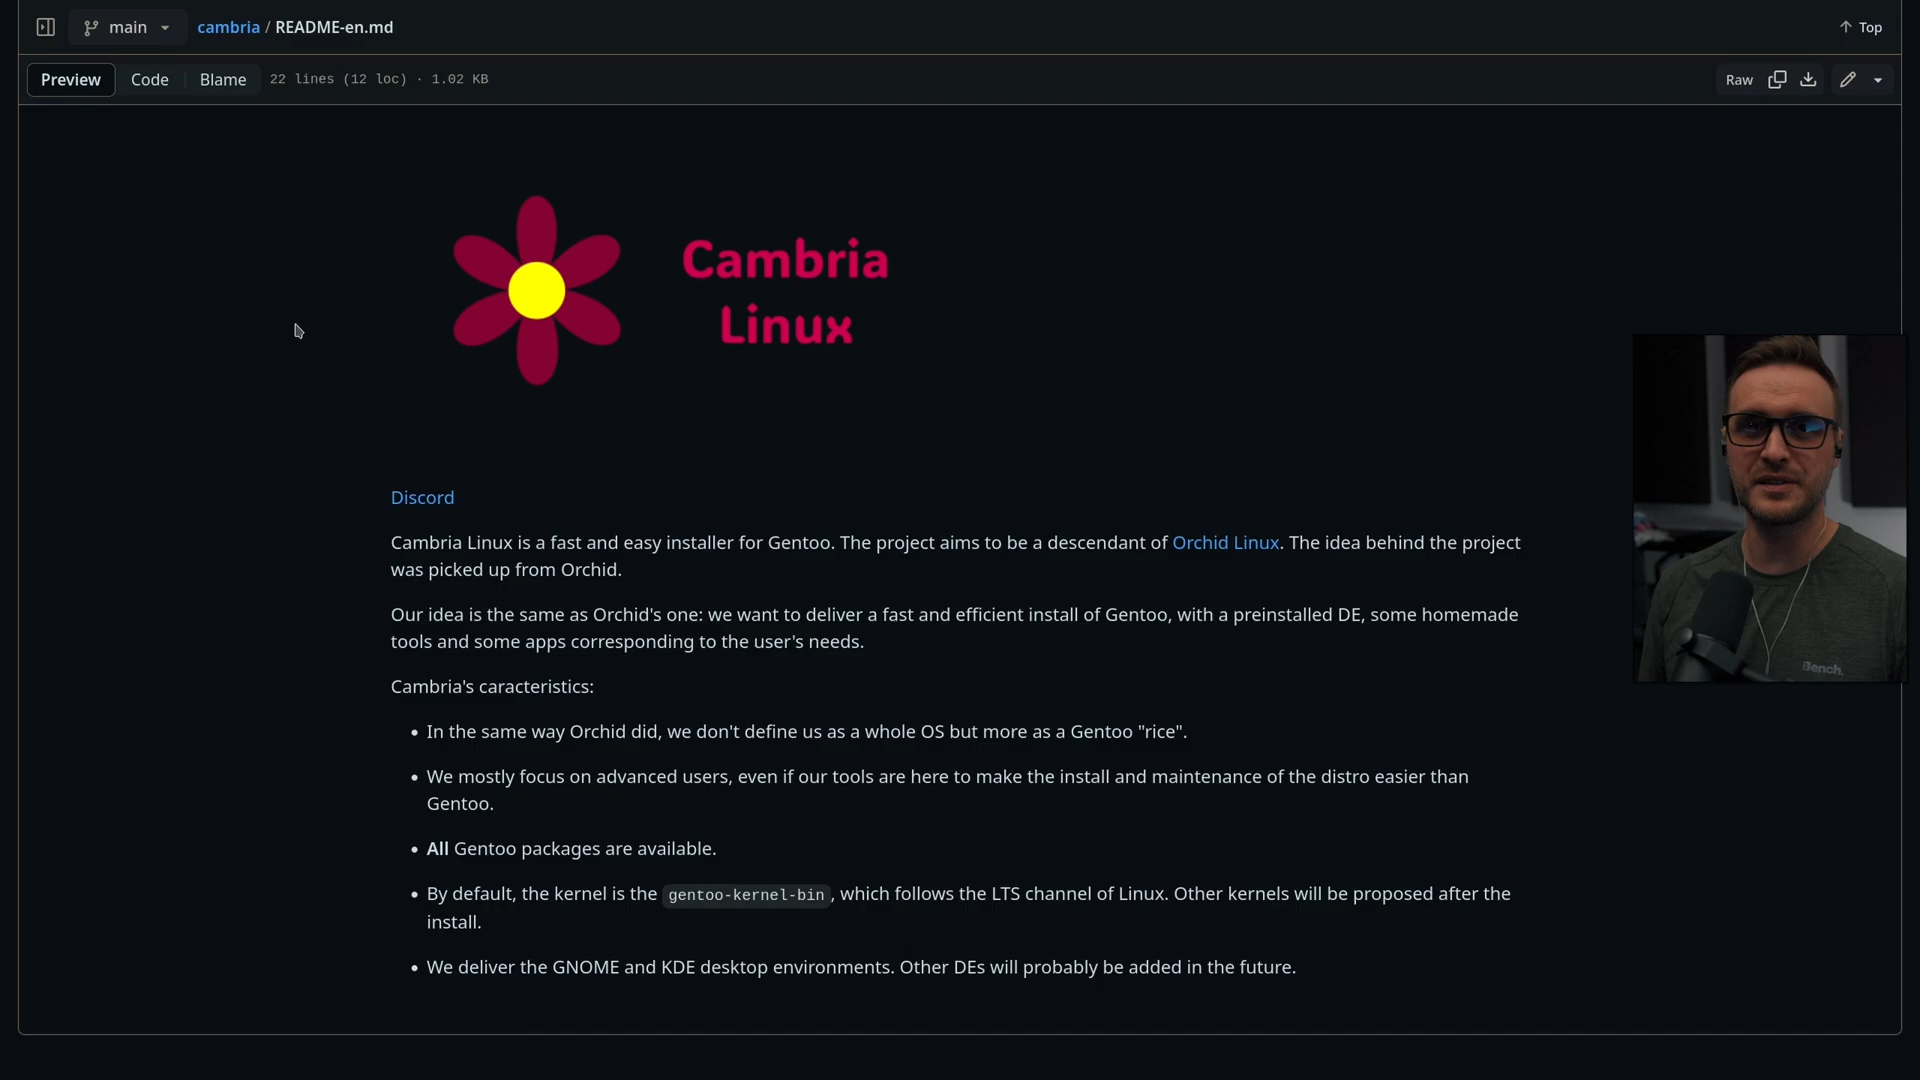 main
cambria / README-en.md
Top
Preview
Code
Blame
22 lines (12 loc) · 1.02 KB
Raw
Cambria
Linux
Discord
Cambria Linux is a fast and easy installer for Gentoo. The project aims to be a descendant of Orchid Linux. The idea behind the project
was picked up from Orchid.
Our idea is the same as Orchid's one: we want to deliver a fast and efficient install of Gentoo, with a preinstalled DE, some homemade
tools and some apps corresponding to the user's needs.
Cambria's caracteristics:
• In the same way Orchid did, we don't define us as a whole OS but more as a Gentoo "rice".
• We mostly focus on advanced users, even if our tools are here to make the install and maintenance of the distro easier than
Gentoo.
• All Gentoo packages are available.
• By default, the kernel is the gentoo-kernel-bin, which follows the LTS channel of Linux. Other kernels will be proposed after the
install.
• We deliver the GNOME and KDE desktop environments. Other DEs will probably be added in the future.
Bench.